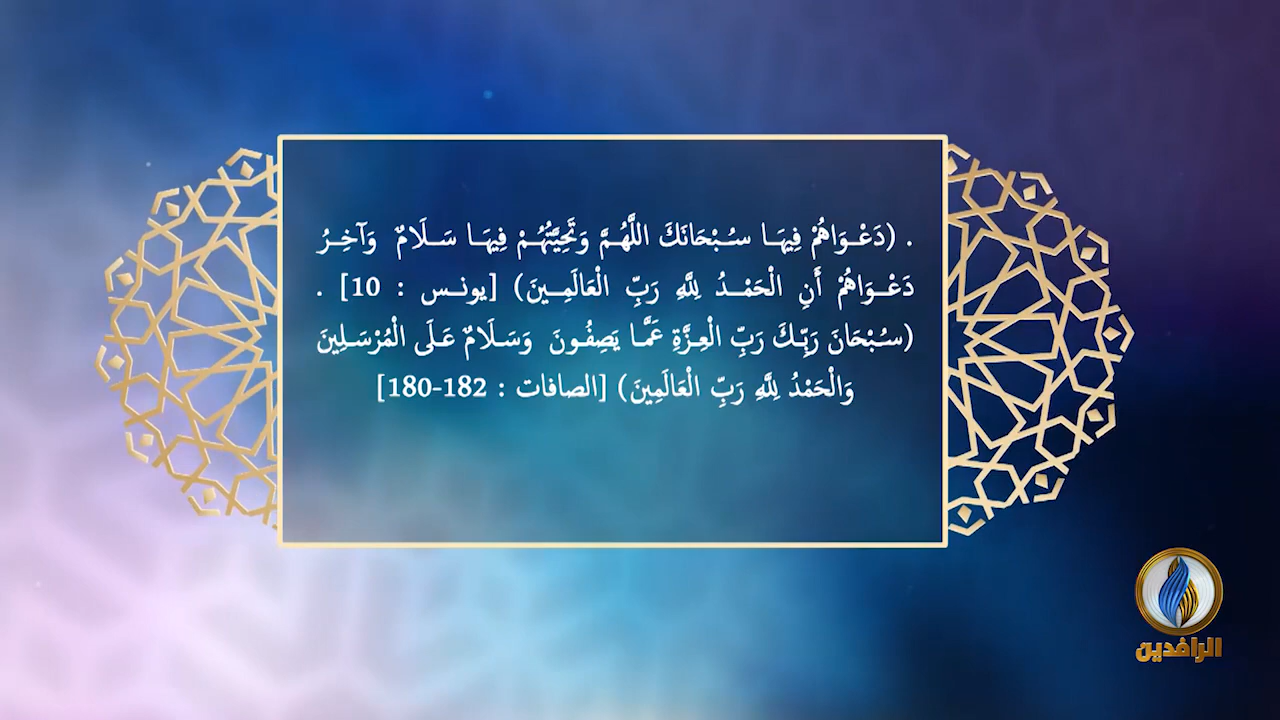 . (دَعْوَاهُمْ فِيهَا سُبْحَانَكَ اللَّهُمَّ وَتَحِيَّتُهُمْ فِيهَا سَلَامٌ وَآخِرُ
دَعْوَاهُمْ أَنِ الْحَمْدُ لِلَّهِ رَبِّ الْعَالَمِينَ) [يونس : 10] .
(سُبْحَانَ رَبِّكَ رَبِّ الْعِزَّةِ عَمَّا يَصِفُونَ وَسَلَامٌ عَلَى الْمُرْسَلِينَ
وَالْحَمْدُ لِلَّهِ رَبِّ الْعَالَمِينَ) [الصافات : 182-180]
الرافدين